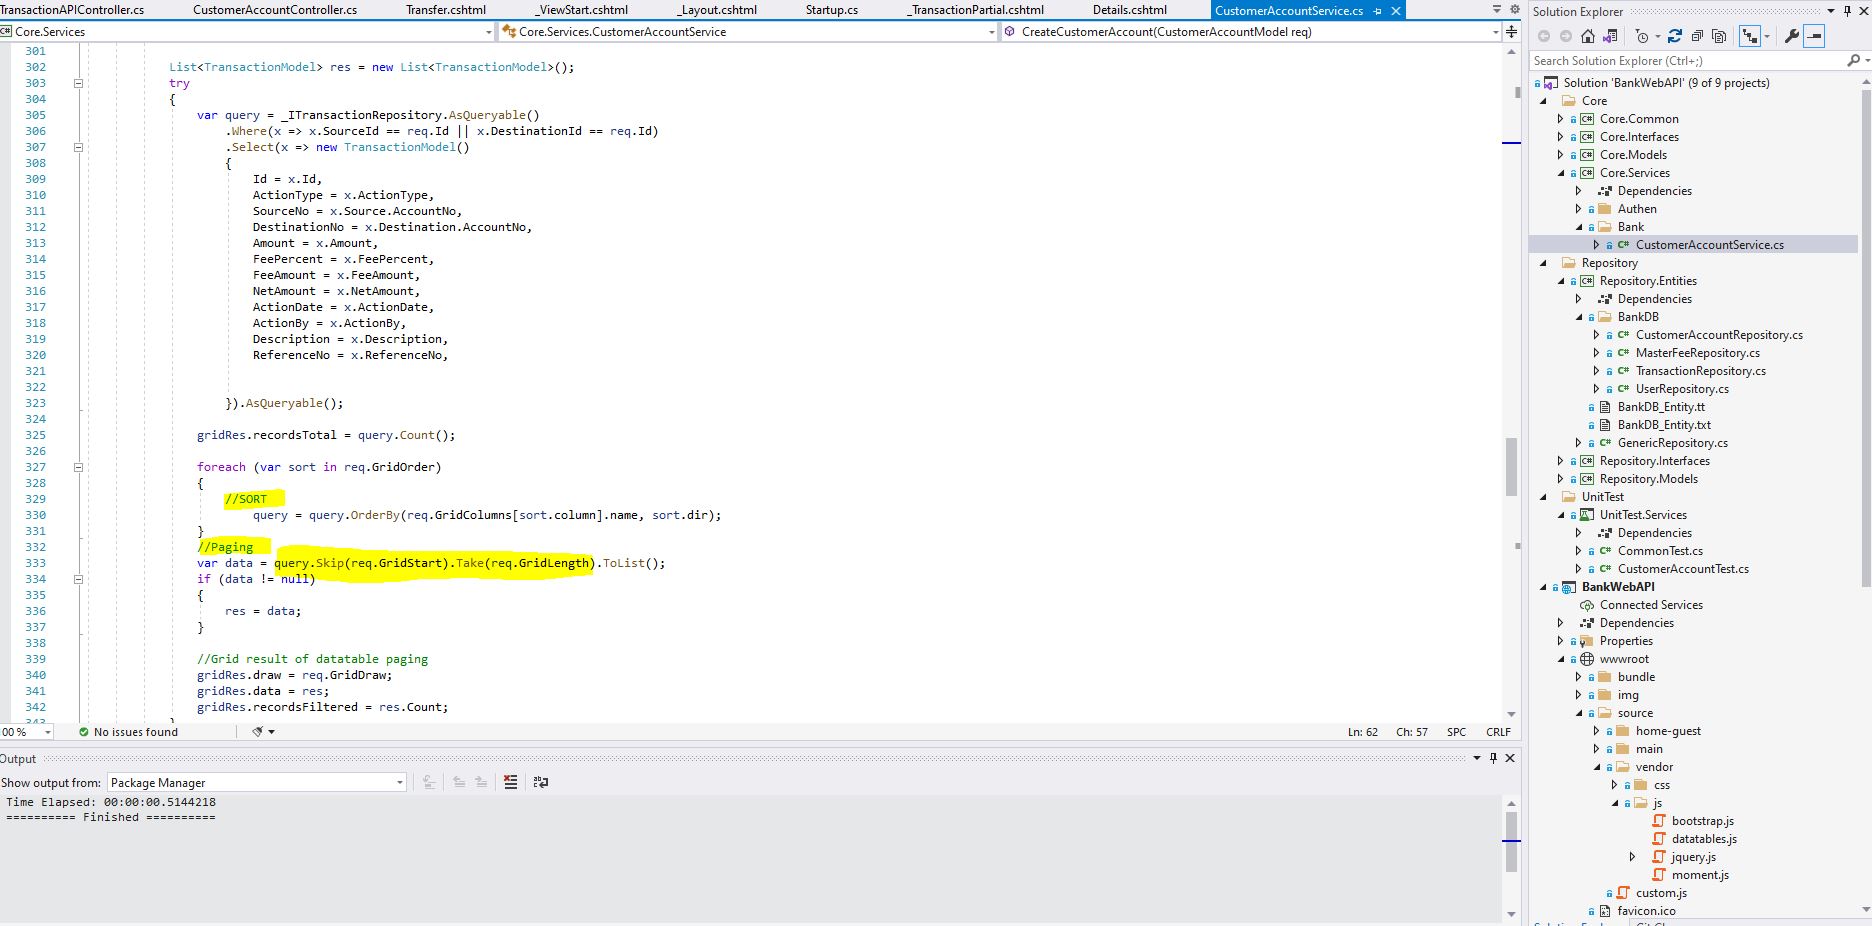 TransactionAPIController.cs CustomerAccountController.cs Transfer.cshtml _ViewStart.cshtml _Layout.cshtml Startup.cs _TransactionPartial.cshtml Details.cshtml CustomerAccountService.cs
Core.Services Core.Services.CustomerAccountService CreateCustomerAccount(CustomerAccountModel req)
301
302 List<TransactionModel> res = new List<TransactionModel>();
303 try
304 {
305 var query = _ITransactionRepository.AsQueryable()
306 .Where(x => x.SourceId == req.Id || x.DestinationId == req.Id)
307 .Select(x => new TransactionModel()
308 {
309 Id = x.Id,
310 ActionType = x.ActionType,
311 SourceNo = x.Source.AccountNo,
312 DestinationNo = x.Destination.AccountNo,
313 Amount = x.Amount,
314 FeePercent = x.FeePercent,
315 FeeAmount = x.FeeAmount,
316 NetAmount = x.NetAmount,
317 ActionDate = x.ActionDate,
318 ActionBy = x.ActionBy,
319 Description = x.Description,
320 ReferenceNo = x.ReferenceNo,
321
322
323 }).AsQueryable();
324
325 gridRes.recordsTotal = query.Count();
326
327 foreach (var sort in req.GridOrder)
328 {
329 //SORT
330 query = query.OrderBy(req.GridColumns[sort.column].name, sort.dir);
331 }
332 //Paging
333 var data = query.Skip(req.GridStart).Take(req.GridLength).ToList();
334 if (data != null)
335 {
336 res = data;
337 }
338
339 //Grid result of datatable paging
340 gridRes.draw = req.GridDraw;
341 gridRes.data = res;
342 gridRes.recordsFiltered = res.Count;
343 }
00 % No issues found Ln: 62 Ch: 57 SPC CRLF
Output
Show output from: Package Manager
Time Elapsed: 00:00:00.5144218
========== Finished ==========
Solution Explorer
Search Solution Explorer (Ctrl+;)
Solution 'BankWebAPI' (9 of 9 projects)
Core
C# Core.Common
C# Core.Interfaces
C# Core.Models
C# Core.Services
Dependencies
Authen
Bank
C# CustomerAccountService.cs
Repository
C# Repository.Entities
Dependencies
BankDB
C# CustomerAccountRepository.cs
C# MasterFeeRepository.cs
C# TransactionRepository.cs
C# UserRepository.cs
BankDB_Entity.tt
BankDB_Entity.txt
C# GenericRepository.cs
C# Repository.Interfaces
C# Repository.Models
UnitTest
UnitTest.Services
Dependencies
C# CommonTest.cs
C# CustomerAccountTest.cs
BankWebAPI
Connected Services
Dependencies
Properties
wwwroot
bundle
img
source
home-guest
main
vendor
css
js
bootstrap.js
datatables.js
jquery.js
moment.js
custom.js
favicon.ico